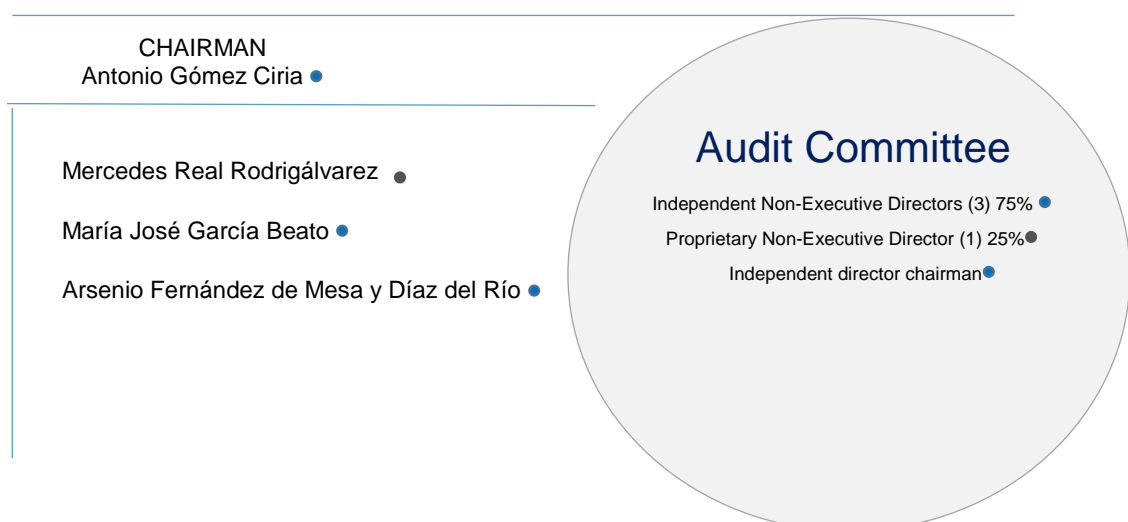 CHAIRMAN
Antonio Gómez Ciria
Mercedes Real Rodrigálvarez
María José García Beato
Arsenio Fernández de Mesa y Díaz del Río
Audit Committee
Independent Non-Executive Directors (3) 75%
Proprietary Non-Executive Director (1) 25%
Independent director chairman